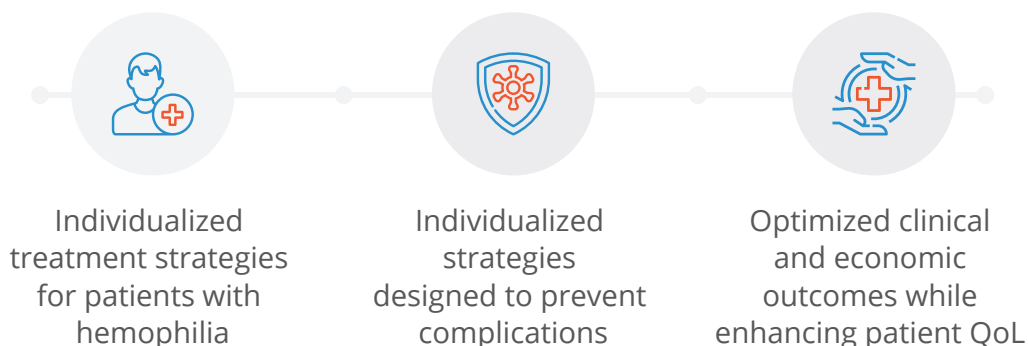 Individualized
treatment strategies
for patients with
hemophilia
Individualized
strategies
designed to prevent
complications
Optimized clinical
and economic
outcomes while
enhancing patient QoL